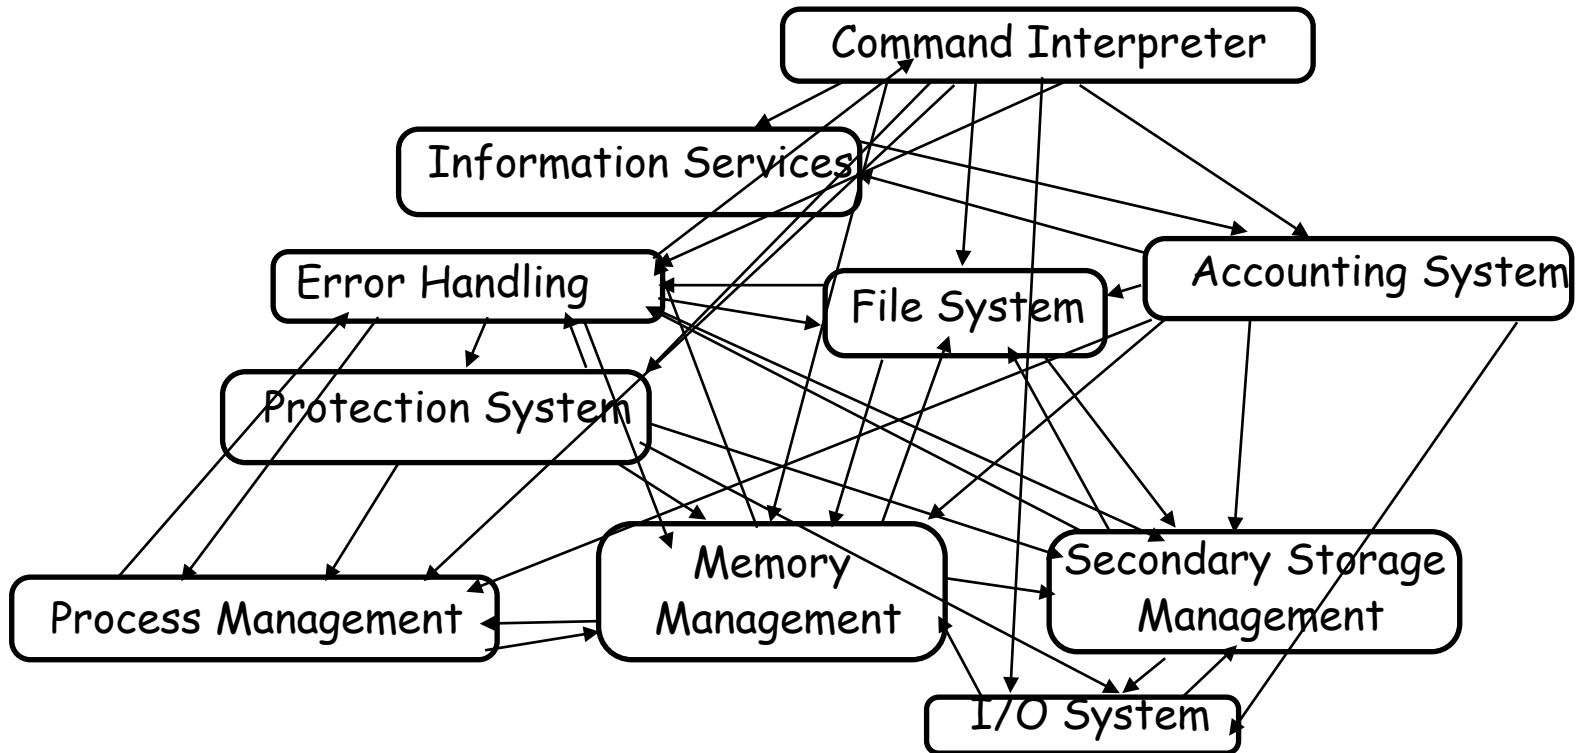 Command Interpreter
Information Services
Error Handling
Accounting System
File System
Protection System
Memory
Management
Secondary Storage
Management
Process Management
I/O System